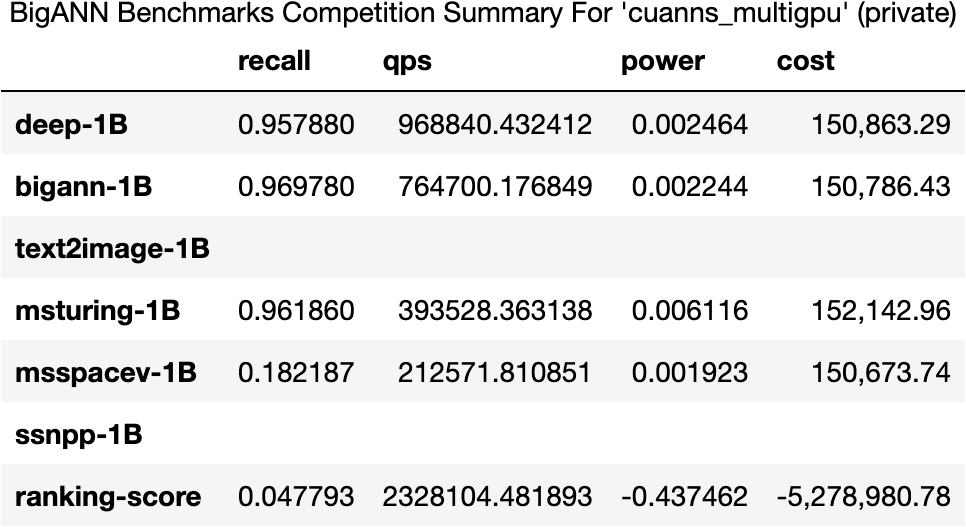 BigANN Benchmarks Competition Summary For 'cuanns_multigpu' (private)
recall qps power cost
deep-1B 0.957880 968840.432412 0.002464 150,863.29
bigann-1B 0.969780 764700.176849 0.002244 150,786.43
text2image-1B
msturing-1B 0.961860 393528.363138 0.006116 152,142.96
msspacev-1B 0.182187 212571.810851 0.001923 150,673.74
ssnpp-1B
ranking-score 0.047793 2328104.481893 -0.437462 -5,278,980.78